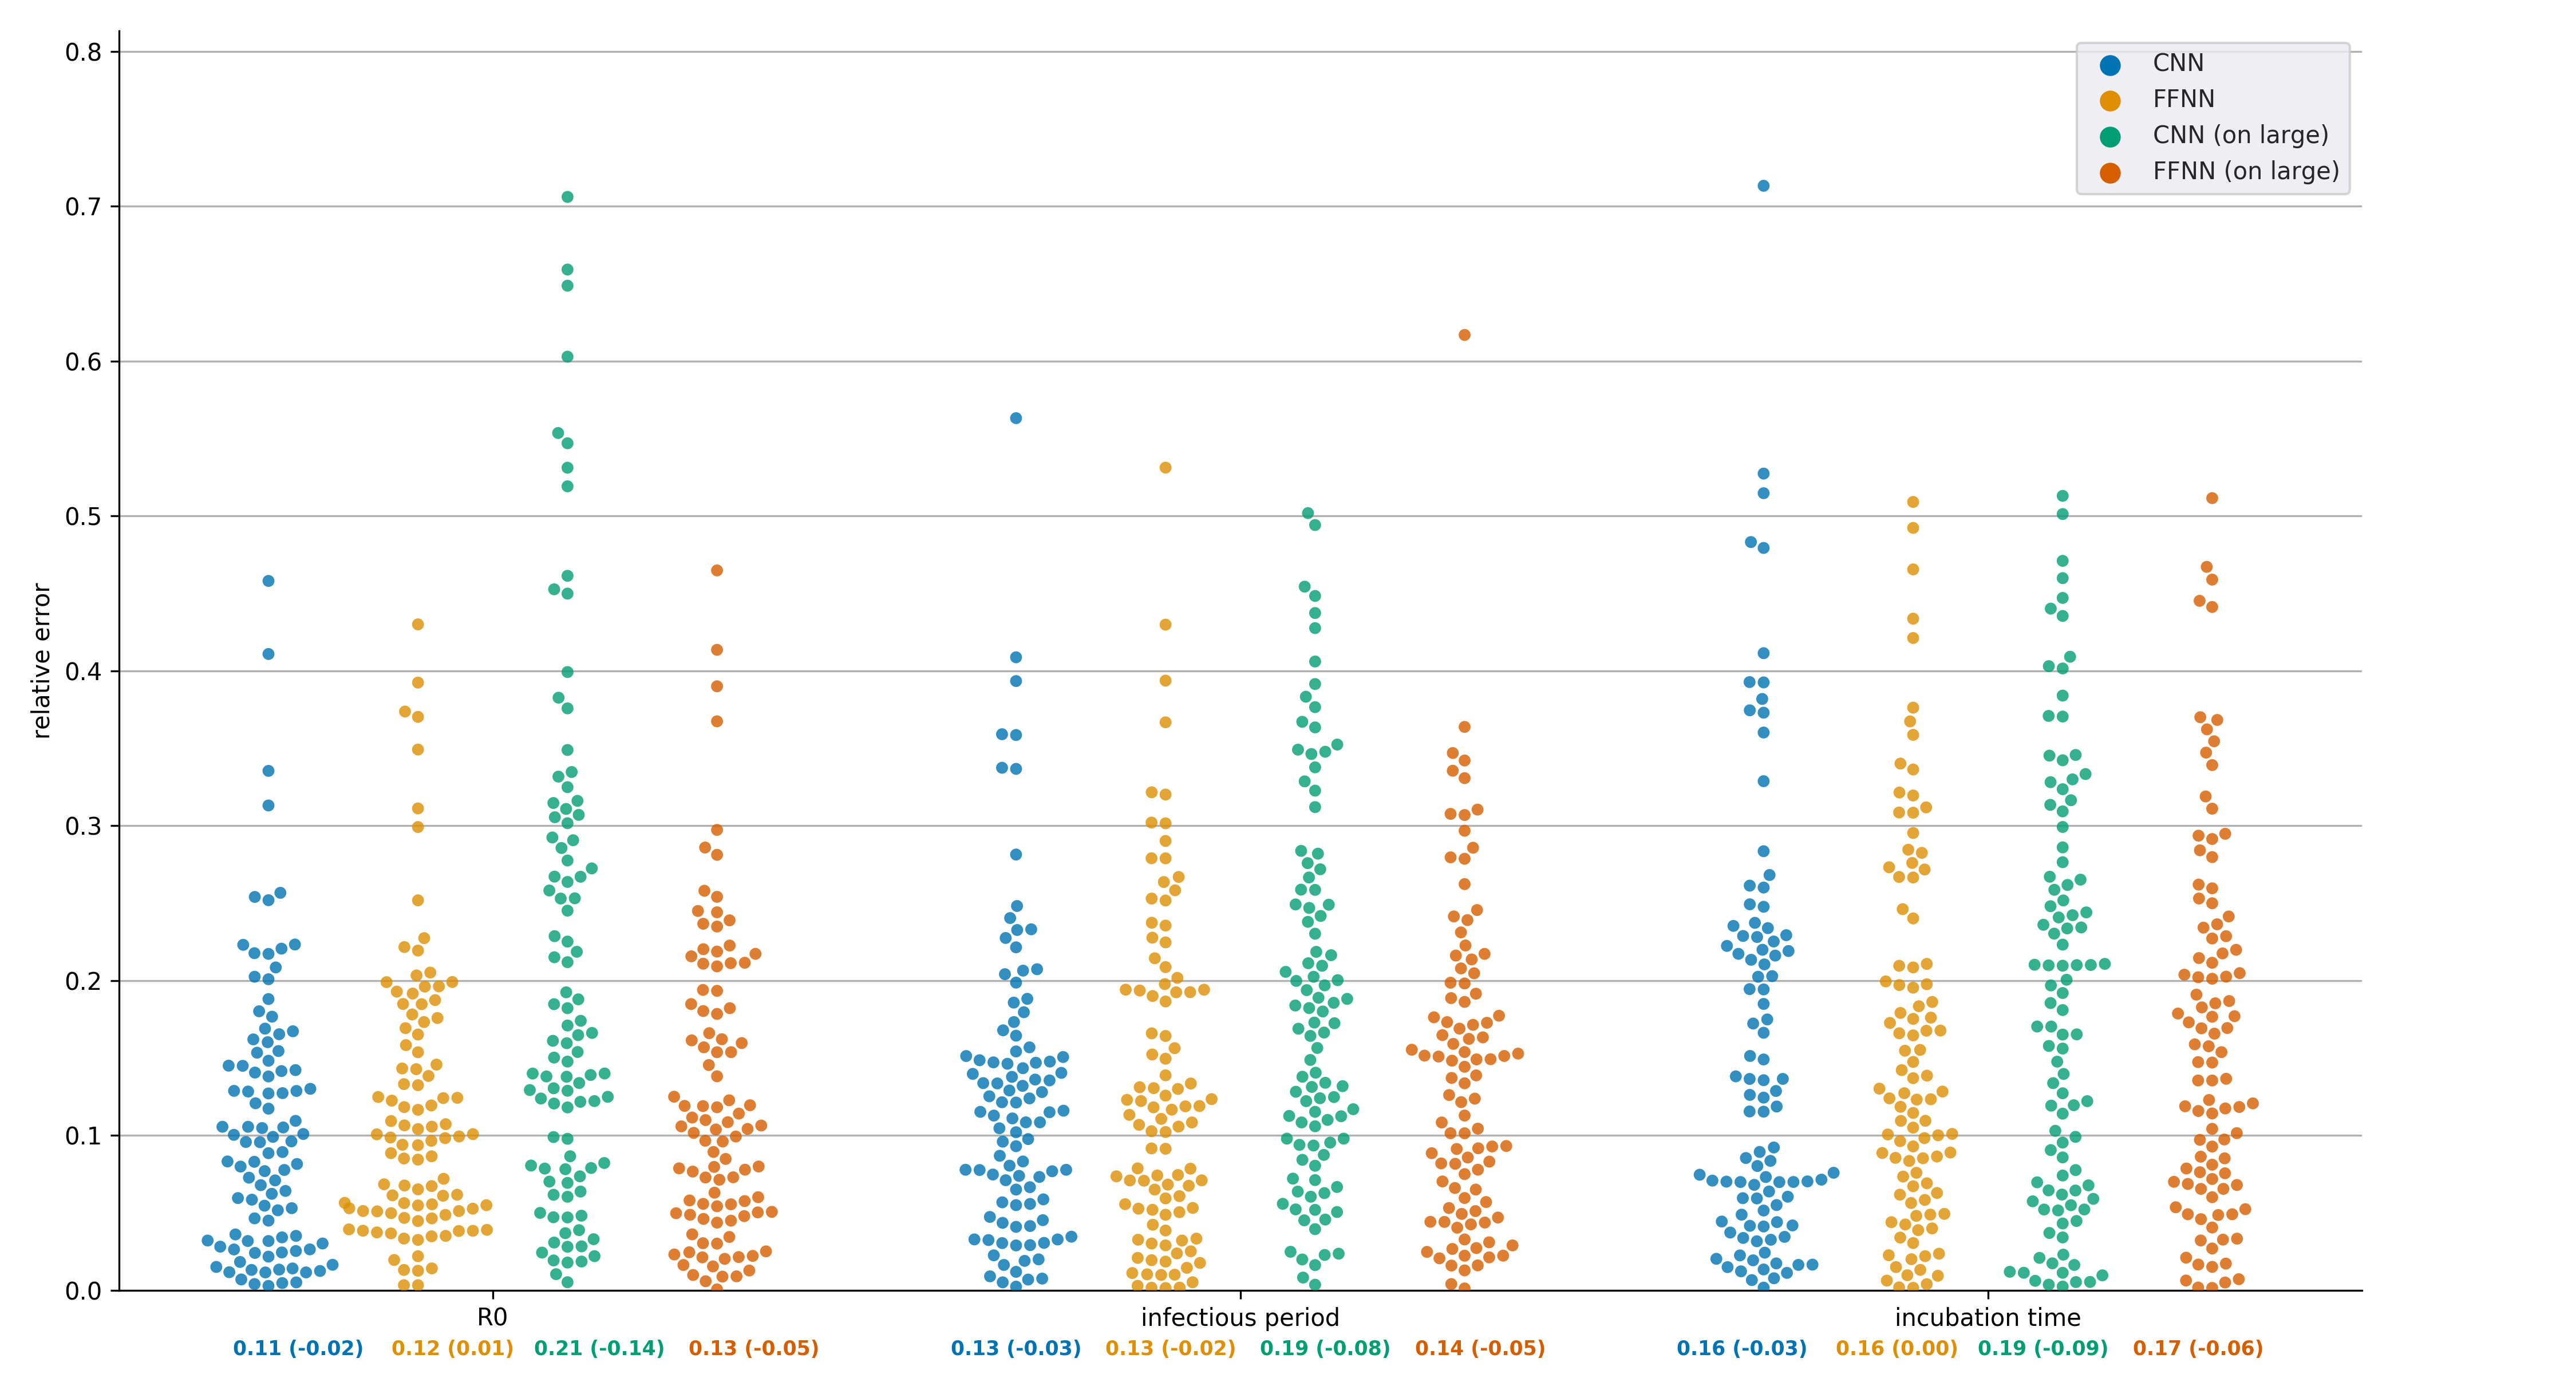 0.8
0.7
0.6
0.5
0.4
0.3
0.2
0.1
0.0
relative error
CNN
FFNN
CNN (on large)
FFNN (on large)
R0
infectious period
incubation time
0.11 (-0.02) 0.12 (0.01) 0.21 (-0.14) 0.13 (-0.05) 0.13 (-0.03) 0.13 (-0.02) 0.19 (-0.08) 0.14 (-0.05) 0.16 (-0.03) 0.16 (0.00) 0.19 (-0.09) 0.17 (-0.06)